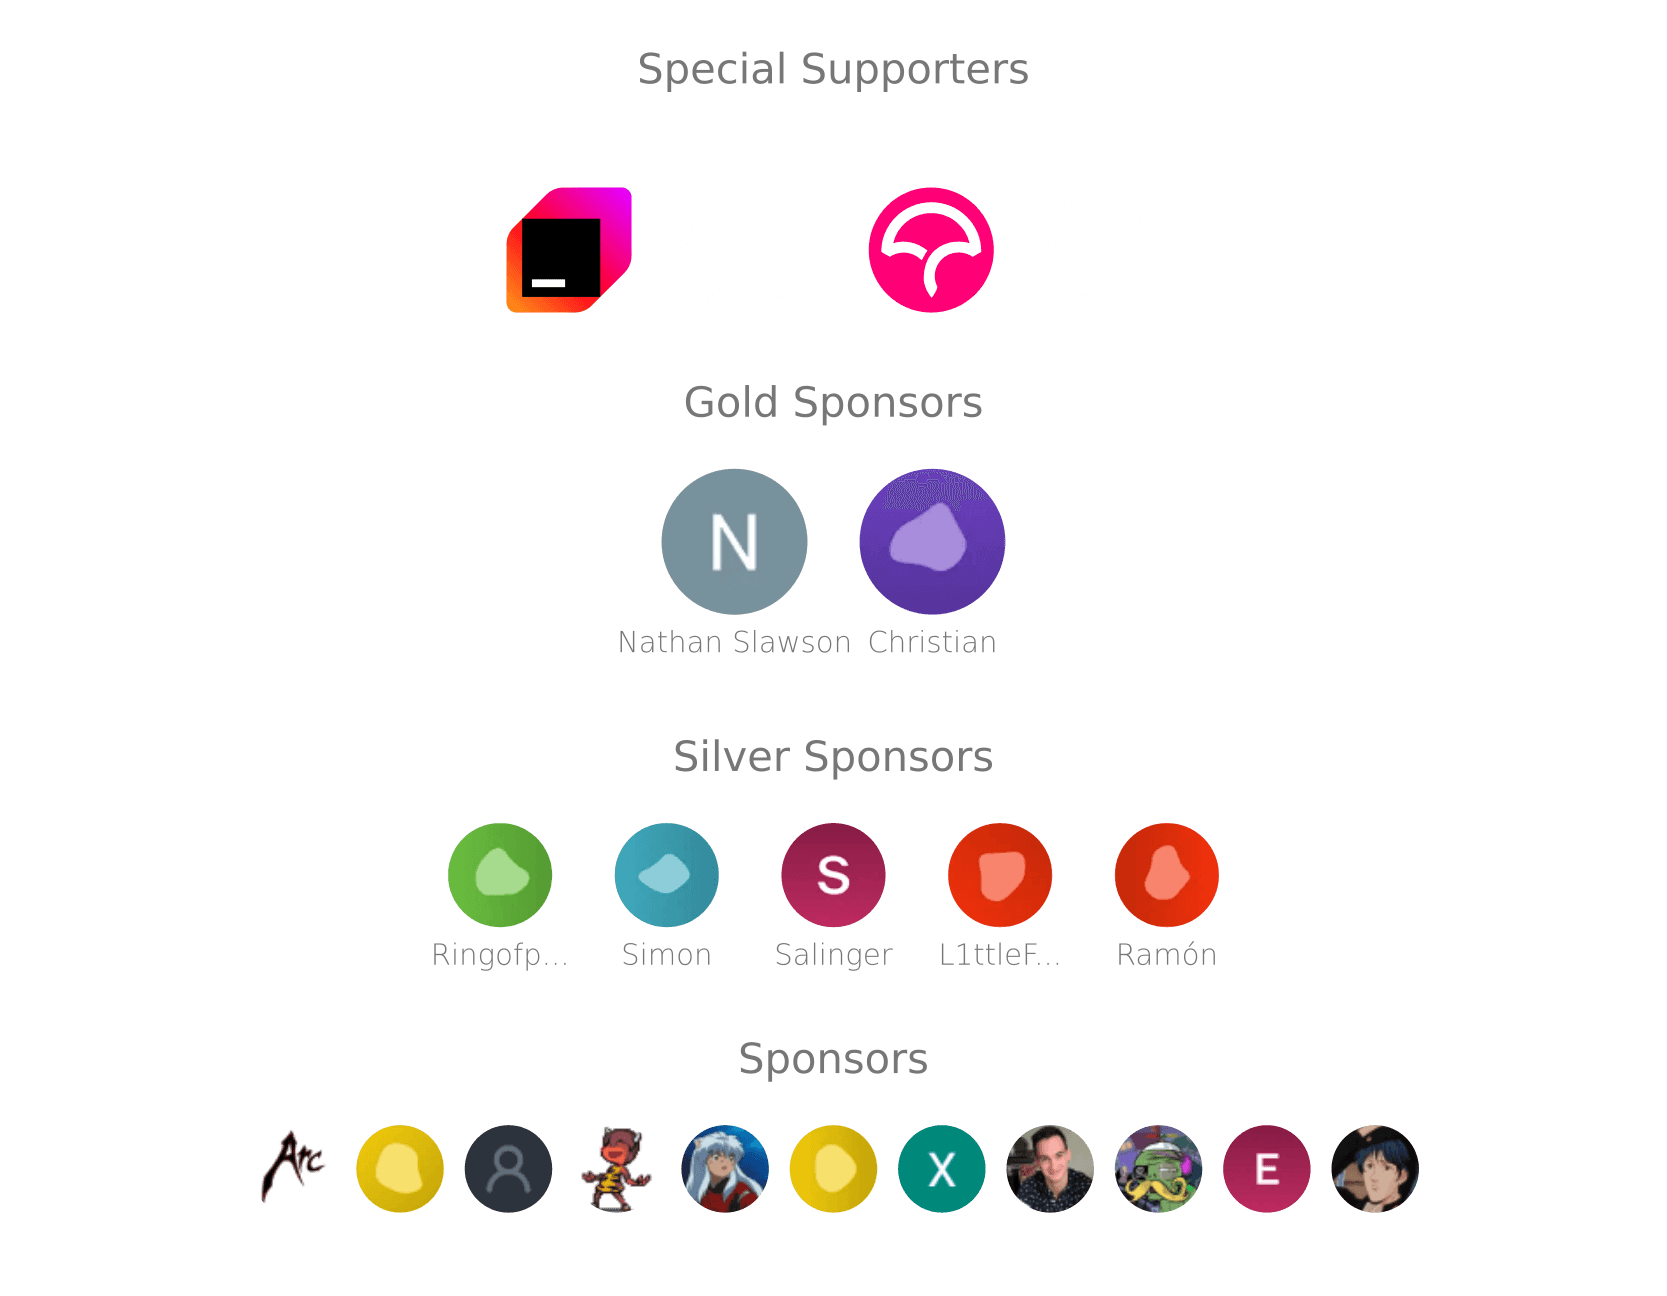 Special Supporters
Gold Sponsors
N
Nathan Slawson Christian
Silver Sponsors
S
Ringofp... Simon Salinger L1ttleF... Ramón
Sponsors
Arc X E